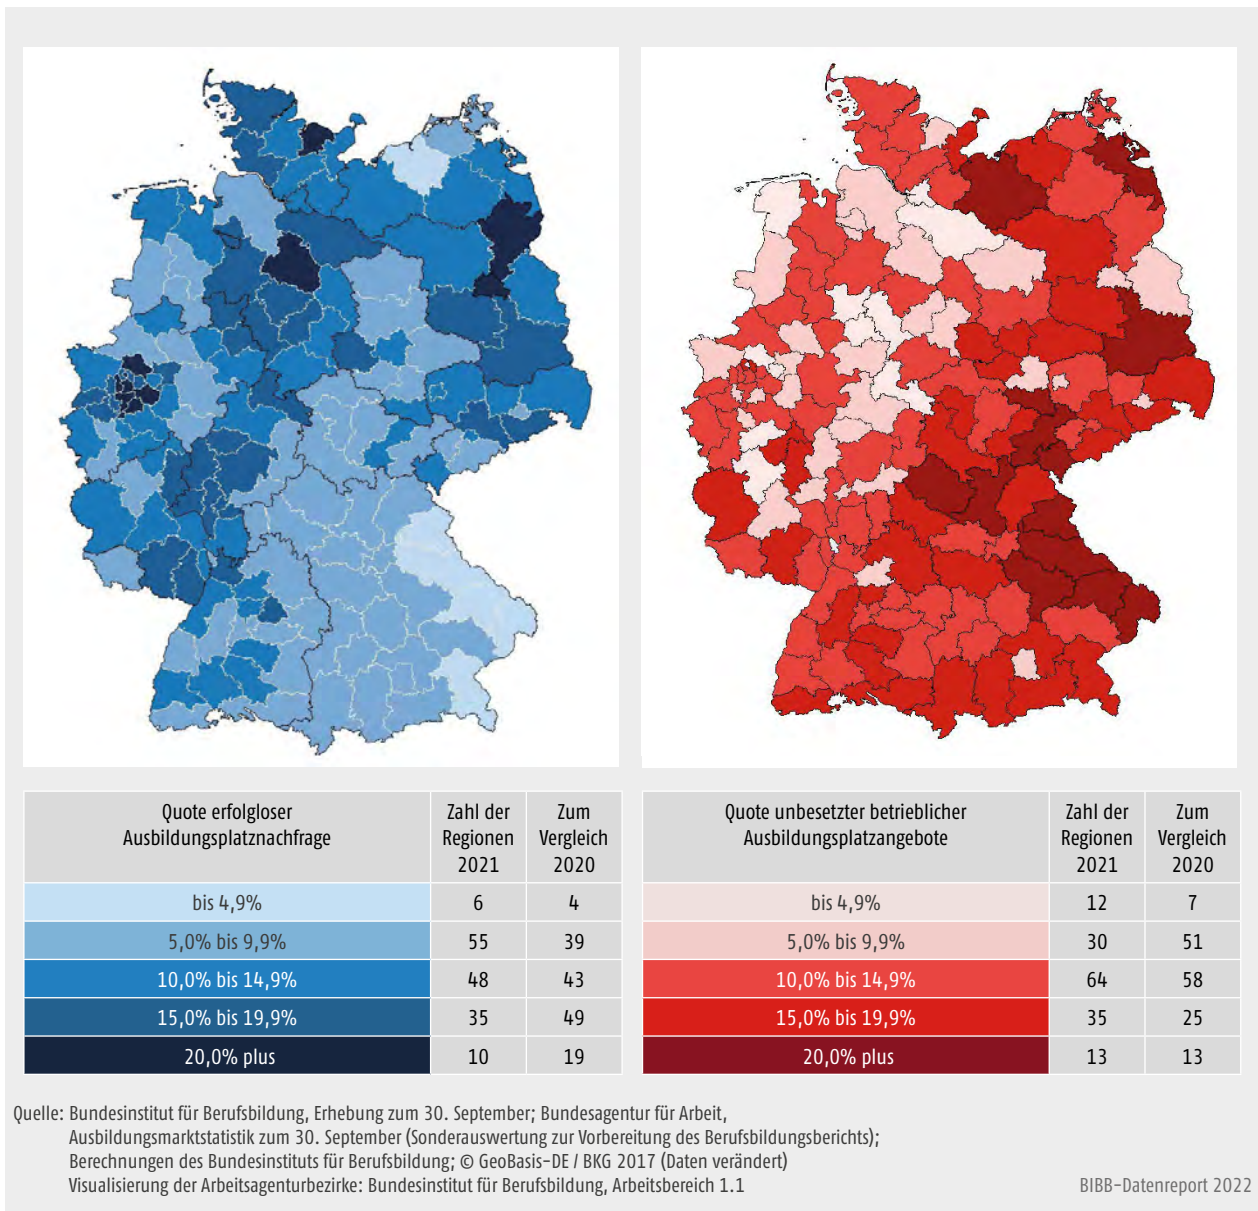 Quote erfolgloser
Ausbildungsplatznachfrage
Zahl der
Regionen
2021
Zum
Vergleich
2020
bis 4,9% 6 4
5,0% bis 9,9% 55 39
10,0% bis 14,9% 48 43
15,0% bis 19,9% 35 49
20,0% plus 10 19
Quote unbesetzter betrieblicher
Ausbildungsplatzangebote
Zahl der
Regionen
2021
Zum
Vergleich
2020
bis 4,9% 12 7
5,0% bis 9,9% 30 51
10,0% bis 14,9% 64 58
15,0% bis 19,9% 35 25
20,0% plus 13 13
Quelle: Bundesinstitut für Berufsbildung, Erhebung zum 30. September; Bundesagentur für Arbeit,
Ausbildungsmarktstatistik zum 30. September (Sonderauswertung zur Vorbereitung des Berufsbildungsberichts);
Berechnungen des Bundesinstituts für Berufsbildung; © GeoBasis-DE / BKG 2017 (Daten verändert)
Visualisierung der Arbeitsagenturbezirke: Bundesinstitut für Berufsbildung, Arbeitsbereich 1.1
BIBB-Datenreport 2022